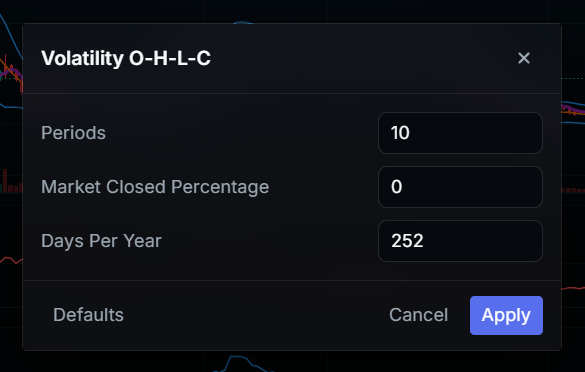 Volatility O-H-L-C ×
Periods 10
Market Closed Percentage 0
Days Per Year 252
Defaults Cancel Apply